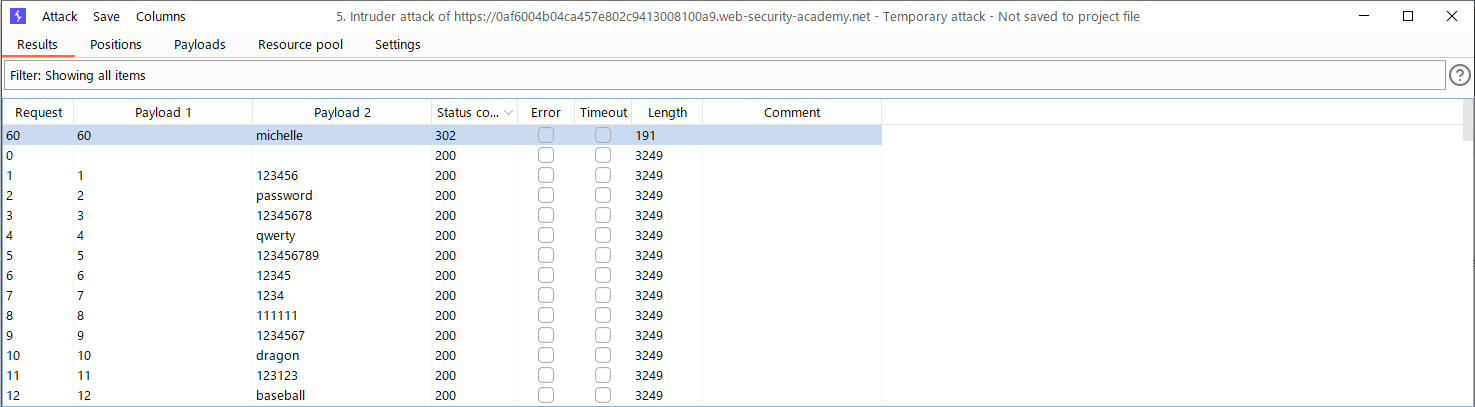 Attack Save Columns 5. Intruder attack of https://0af6004b04ca457e802c9413008100a9.web-security-academy.net - Temporary attack - Not saved to project file
Results Positions Payloads Resource pool Settings
Filter: Showing all items
?
Request Payload 1 Payload 2 Status co... Error Timeout Length Comment
60 60 michelle 302 191
0 200 3249
1 1 123456 200 3249
2 2 password 200 3249
3 3 12345678 200 3249
4 4 qwerty 200 3249
5 5 123456789 200 3249
6 6 12345 200 3249
7 7 1234 200 3249
8 8 111111 200 3249
9 9 1234567 200 3249
10 10 dragon 200 3249
11 11 123123 200 3249
12 12 baseball 200 3249